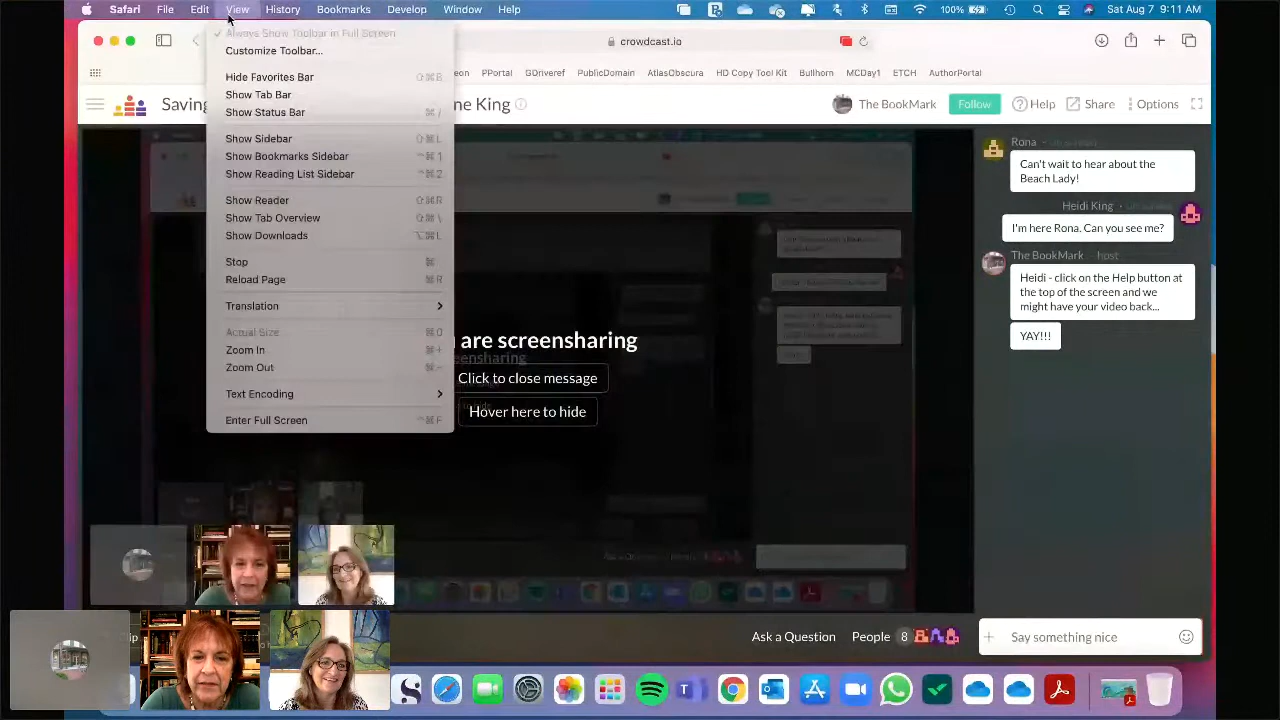 Safari File Edit View History Bookmarks Develop Window Help 100% Sat Aug 7 9:11 AM
Always Show Toolbar in Full Screen
Customize Toolbar...
crowdcast.io
eon PPortal GDriveref PublicDomain AtlasObscura HD Copy Tool Kit Bullhorn MCDay1 ETCH AuthorPortal
Hide Favorites Bar ⇧⌘B
Show Tab Bar
Show Status Bar ⌘/
Saving ne King The BookMark Follow Help Share Options
Show Sidebar ⇧⌘L
Show Bookmarks Sidebar ^⌘1
Show Reading List Sidebar ^⌘2
Show Reader ⇧⌘R
Show Tab Overview ⇧⌘\
Show Downloads ⌥⌘L
Stop ⌘
Reload Page ⌘R
Translation
Actual Size ⌘0
Zoom In ⌘+
Zoom Out ⌘-
Text Encoding
Enter Full Screen ^⌘F
are screensharing
eensharing
Click to close message
Hover here to hide
Rona
Can't wait to hear about the
Beach Lady!
Heidi King
I'm here Rona. Can you see me?
The BookMark host
Heidi - click on the Help button at
the top of the screen and we
might have your video back...
YAY!!!
Ask a Question People 8
Say something nice